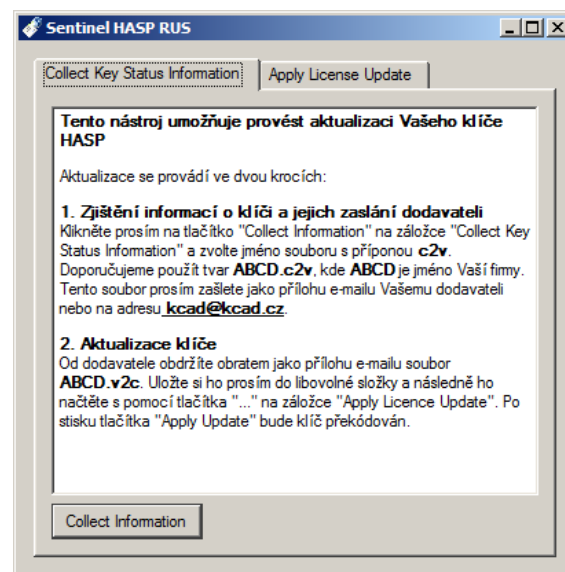 Sentinel HASP RUS
Collect Key Status Information
Apply License Update
Tento nástroj umožňuje provést aktualizaci Vašeho klíče
HASP
Aktualizace se provádí ve dvou krocích:
1. Zjištění informací o klíči a jejich zaslání dodavateli
Klikněte prosím na tlačítko "Collect Information" na záložce "Collect Key
Status Information" a zvolte jméno souboru s příponou c2v.
Doporučujeme použít tvar ABCD.c2v, kde ABCD je jméno Vaší firmy.
Tento soubor prosím zašlete jako přílohu e-mailu Vašemu dodavateli
nebo na adresu kcad@kcad.cz.
2. Aktualizace klíče
Od dodavatele obdržíte obratem jako přílohu e-mailu soubor
ABCD.v2c. Uložte si ho prosím do libovolné složky a následně ho
načtěte s pomocí tlačítka "..." na záložce "Apply Licence Update". Po
stisku tlačítka "Apply Update" bude klíč překódován.
Collect Information